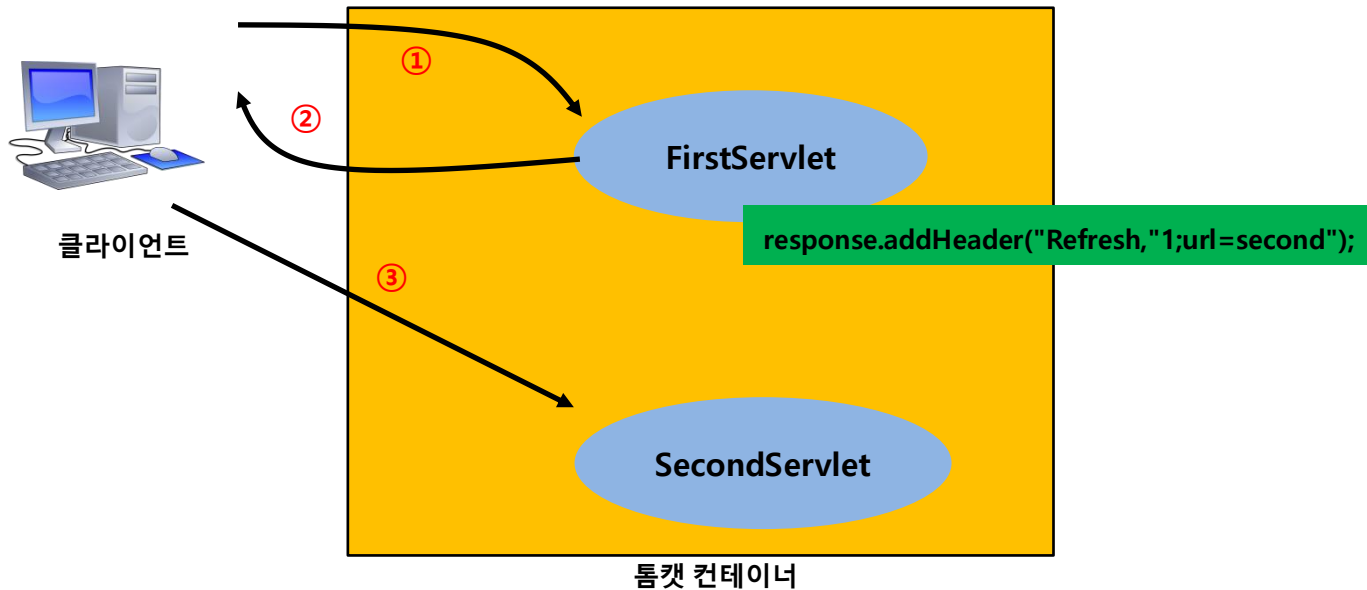 ①
②
FirstServlet
클라이언트
response.addHeader("Refresh,"1;url=second");
③
SecondServlet
톰캣 컨테이너